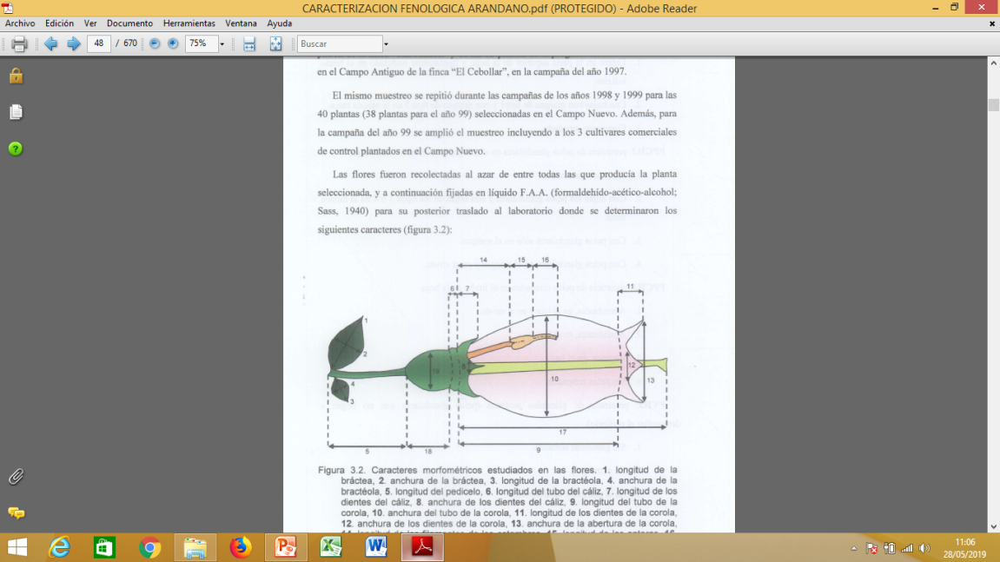 CARACTERIZACION FENOLOGICA ARANDANO.pdf (PROTEGIDO) - Adobe Reader
Archivo Edición Ver Documento Herramientas Ventana Ayuda
48 / 670 75% Buscar
en el Campo Antiguo de la finca “El Cebollar”, en la campaña del año 1997.
El mismo muestreo se repitió durante las campañas de los años 1998 y 1999 para las
40 plantas (38 plantas para el año 99) seleccionadas en el Campo Nuevo. Además, para
la campaña del año 99 se amplió el muestreo incluyendo a los 3 cultivares comerciales
de control plantados en el Campo Nuevo.
Las flores fueron recolectadas al azar de entre todas las que producía la planta
seleccionada, y a continuación fijadas en líquido F.A.A. (formaldehído-acético-alcohol;
Sass, 1940) para su posterior traslado al laboratorio donde se determinaron los
siguientes caracteres (figura 3.2):
14 15 16
6 7 11
1
2
4
3
19
8
10
12
13
17
5 18 9
Figura 3.2. Caracteres morfométricos estudiados en las flores. 1. longitud de la
bráctea, 2. anchura de la bráctea, 3. longitud de la bractéola, 4. anchura de la
bractéola, 5. longitud del pedicelo, 6. longitud del tubo del cáliz, 7. longitud de los
dientes del cáliz, 8. anchura de los dientes del cáliz, 9. longitud del tubo de la
corola, 10. anchura del tubo de la corola, 11. longitud de los dientes de la corola,
12. anchura de los dientes de la corola, 13. anchura de la abertura de la corola,
11:06
28/05/2019